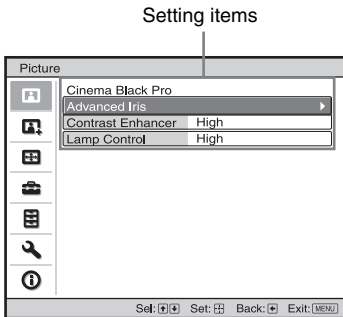 Setting items
Picture
Cinema Black Pro
Advanced Iris
Contrast Enhancer High
Lamp Control High
Sel: Set: Back: Exit: MENU